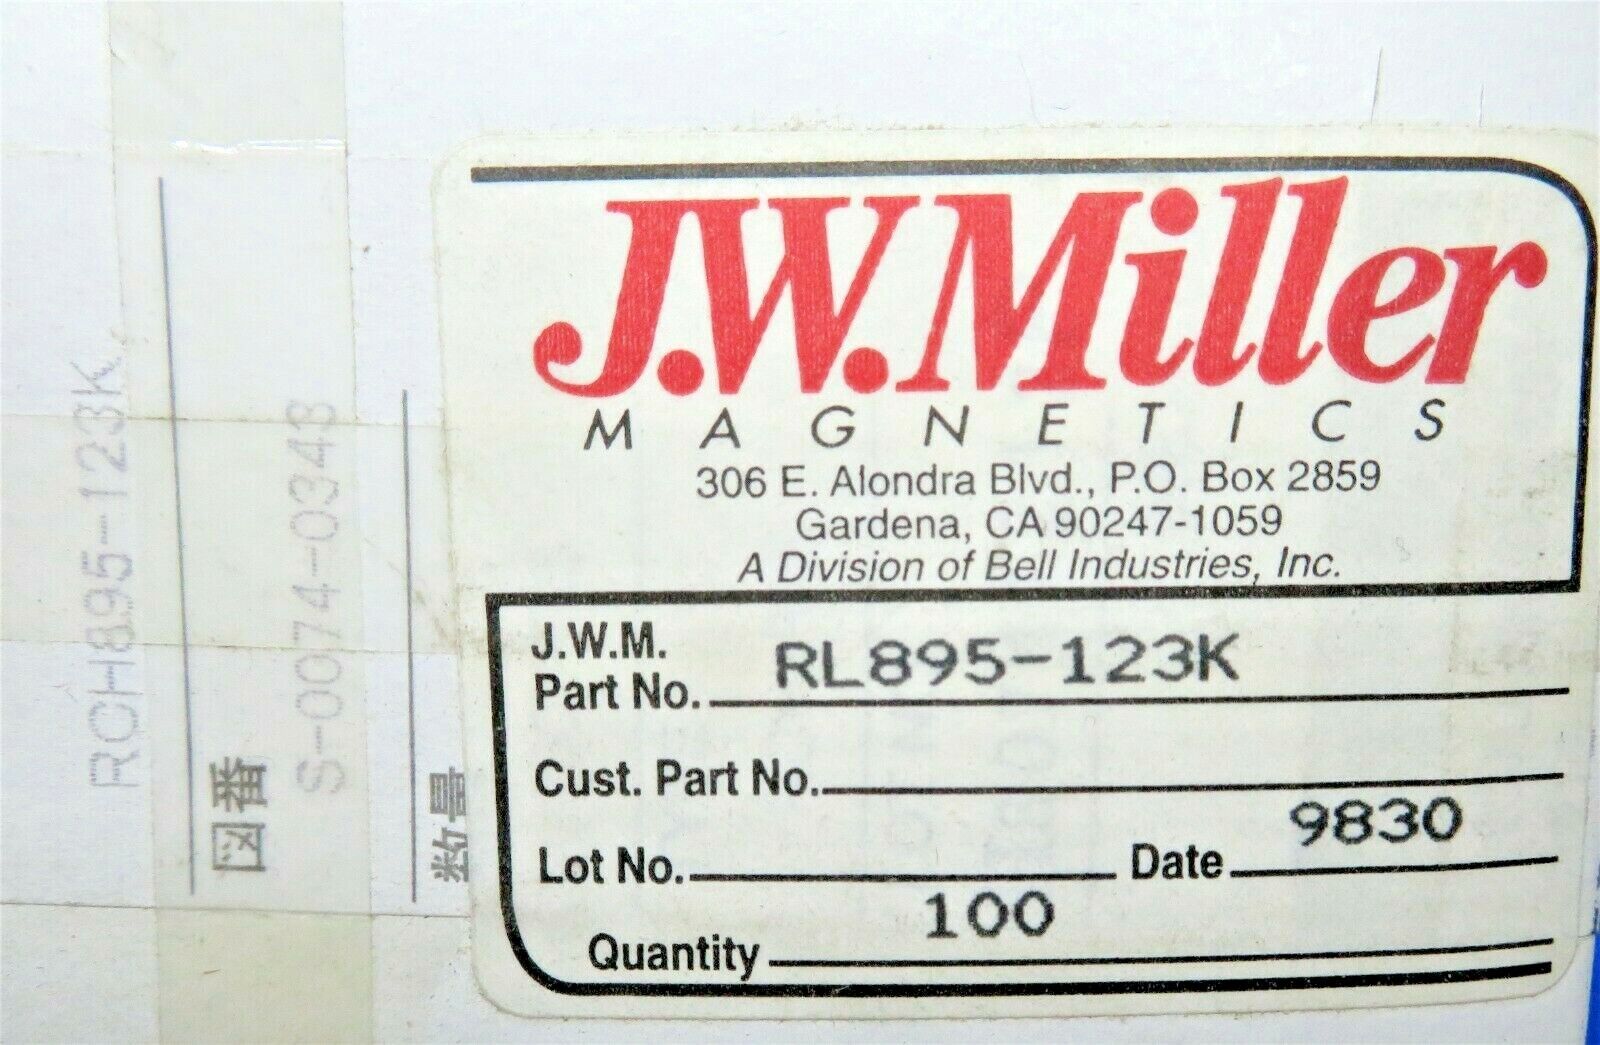 J.W.Miller
MAGNETICS
306 E. Alondra Blvd., P.O. Box 2859
Gardena, CA 90247-1059
A Division of Bell Industries, Inc.
J.W.M.
Part No. RL895-123K
Cust. Part No.
Lot No. Date 9830
Quantity 100
RCH895-123K
図番 S-0074-0343
数量